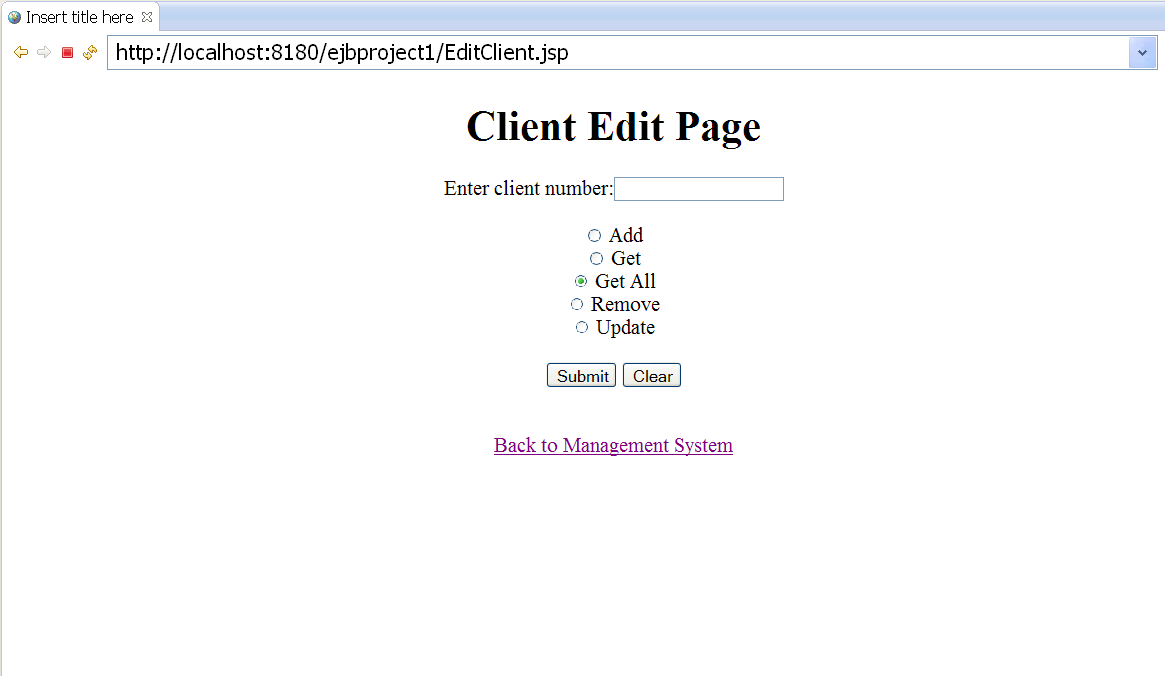 Insert title here
http://localhost:8180/ejbproject1/EditClient.jsp
Client Edit Page
Enter client number:
Add
Get
Get All
Remove
Update
Submit Clear
Back to Management System